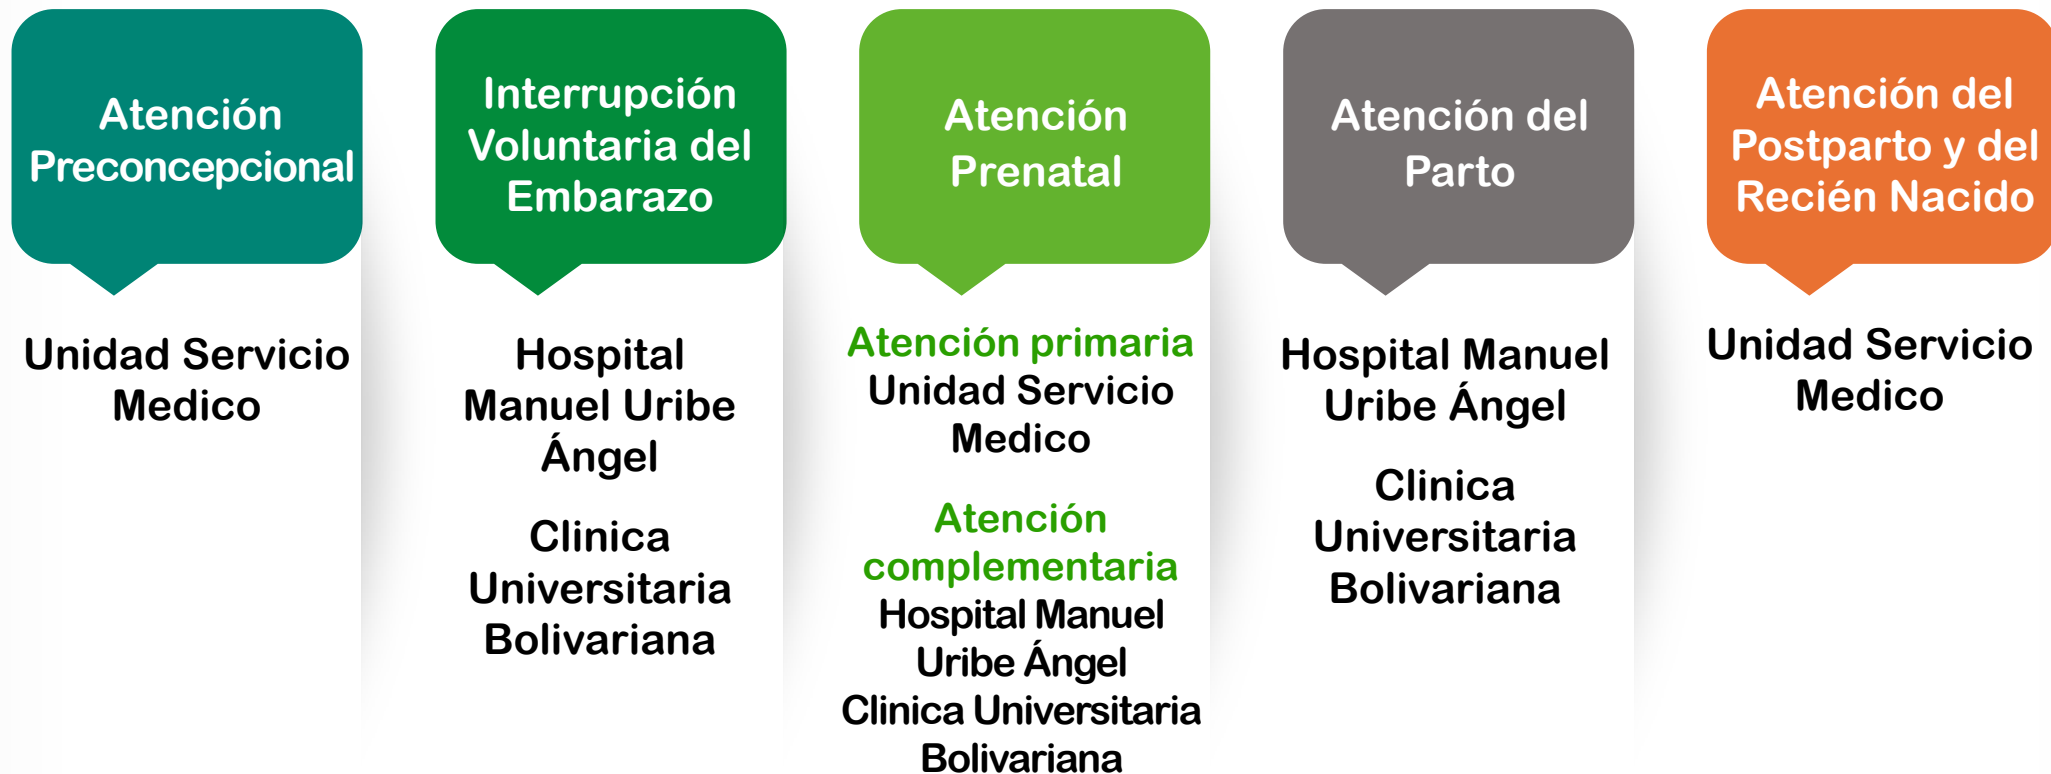 Atención
Preconcepcional
Unidad Servicio
Medico
Interrupción
Voluntaria del
Embarazo
Hospital
Manuel Uribe
Ángel
Clinica
Universitaria
Bolivariana
Atención
Prenatal
Atención primaria
Unidad Servicio
Medico
Atención
complementaria
Hospital Manuel
Uribe Ángel
Clinica Universitaria
Bolivariana
Atención del
Parto
Hospital Manuel
Uribe Ángel
Clinica
Universitaria
Bolivariana
Atención del
Postparto y del
Recién Nacido
Unidad Servicio
Medico